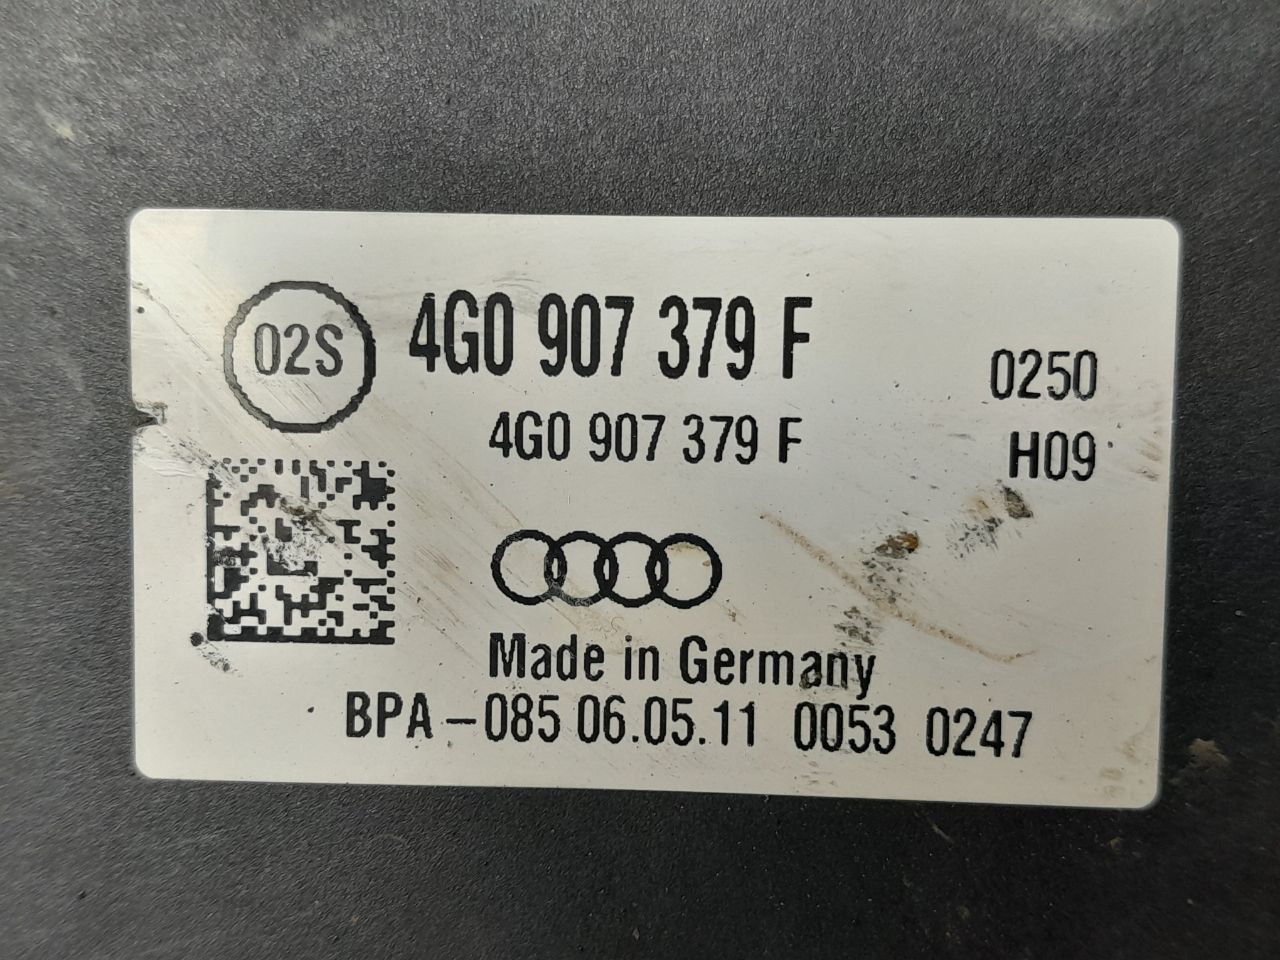 02S 4G0 907 379 F
0250
4G0 907 379 F
H09
Made in Germany
BPA-085 06.05.11 0053 0247